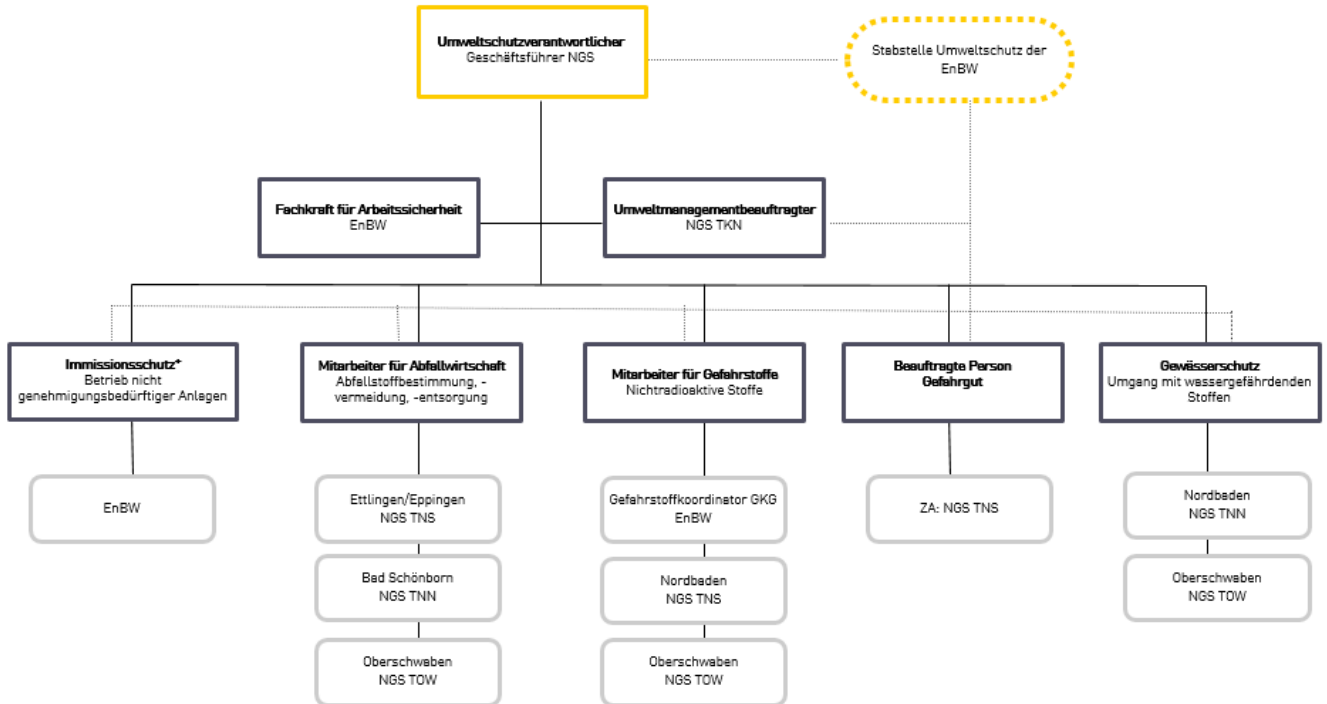 Umweltschutzverantwortlicher
Geschäftsführer NGS
Stabstelle Umweltschutz der
EnBW
Fachkraft für Arbeitssicherheit
EnBW
Umweltmanagementbeauftragter
NGS TKN
Immissionsschutz*
Betrieb nicht
genehmigungsbedürftiger Anlagen
Mitarbeiter für Abfallwirtschaft
Abfallstoffbestimmung, -
vermeidung, -entsorgung
Mitarbeiter für Gefahrstoffe
Nichtradioaktive Stoffe
Beauftragte Person
Gefahrgut
Gewässerschutz
Umgang mit wassergefährdenden
Stoffen
EnBW
Ettlingen/Eppingen
NGS TNS
Bad Schönborn
NGS TNN
Oberschwaben
NGS TOW
Gefahrstoffkoordinator GKG
EnBW
Nordbaden
NGS TNS
Oberschwaben
NGS TOW
ZA: NGS TNS
Nordbaden
NGS TNN
Oberschwaben
NGS TOW